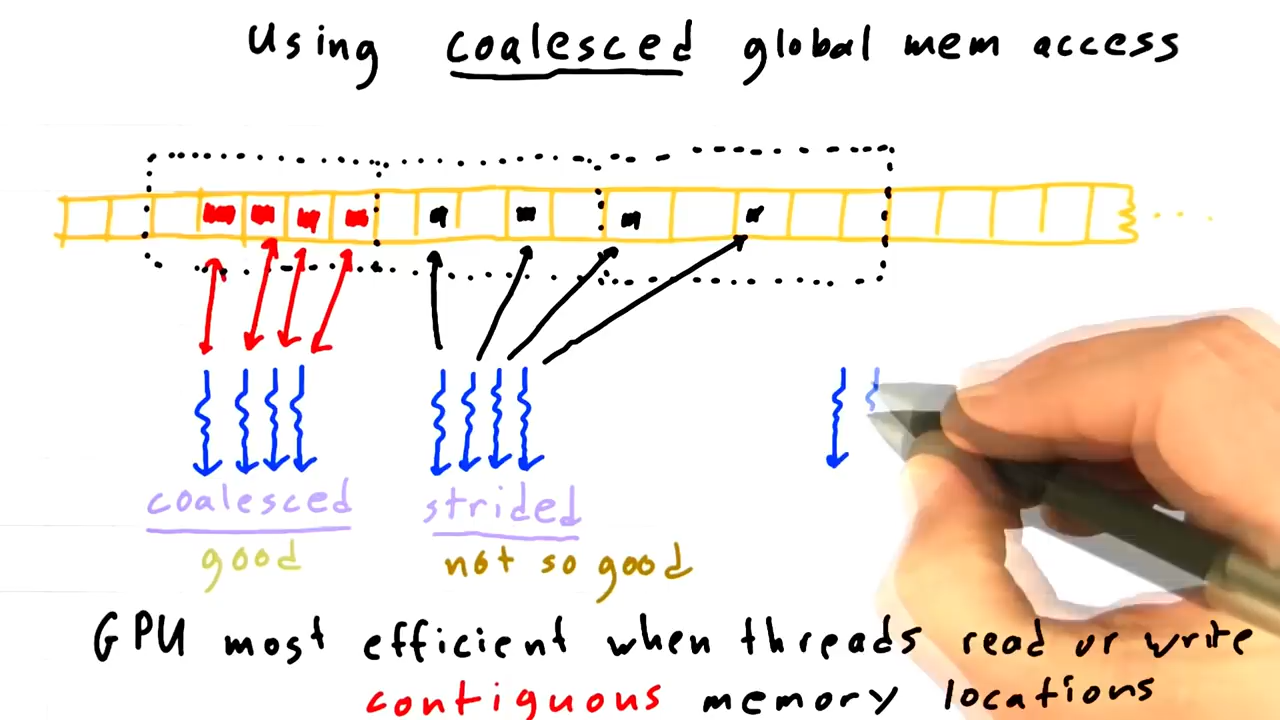 Using coalesced global mem access
coalesced strided
good not so good
GPU most efficient when threads read or write
contiguous memory locations